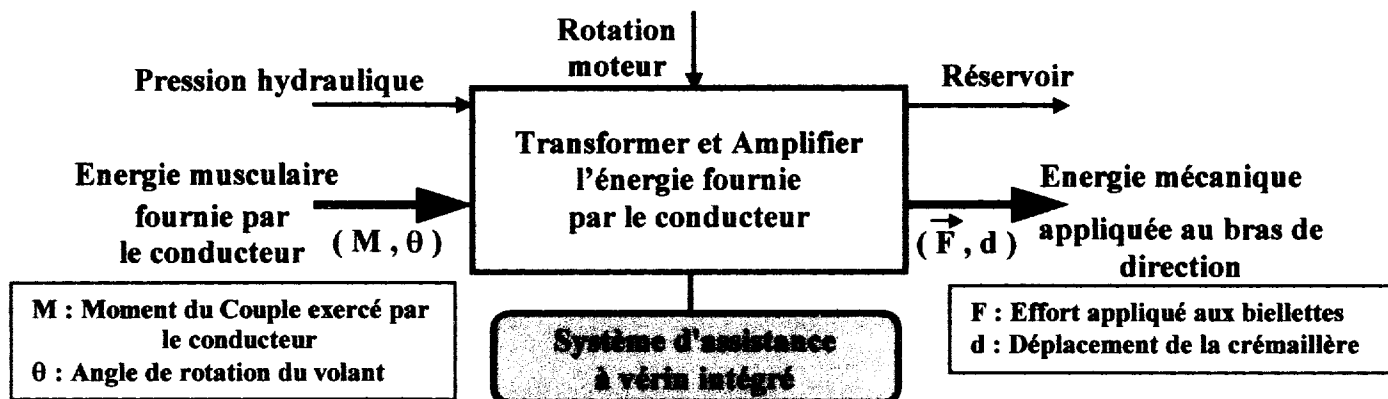 Rotation
moteur
Pression hydraulique
Réservoir
Transformer et Amplifier
l'énergie fournie
par le conducteur
Energie musculaire
fournie par
le conducteur
( M , θ )
Energie mécanique
appliquée au bras de
direction
( F , d )
M : Moment du Couple exercé par
le conducteur
θ : Angle de rotation du volant
Système d'assistance
à vérin intégré
F : Effort appliqué aux biellettes
d : Déplacement de la crémaillère